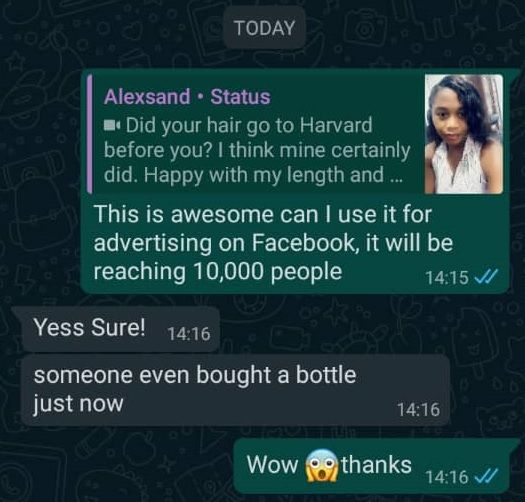 TODAY
Alexsand • Status
Did your hair go to Harvard
before you? I think mine certainly
did. Happy with my length and ...
This is awesome can I use it for
advertising on Facebook, it will be
reaching 10,000 people
14:15
Yess Sure! 14:16
someone even bought a bottle
just now
14:16
Wow 😱 thanks 14:16